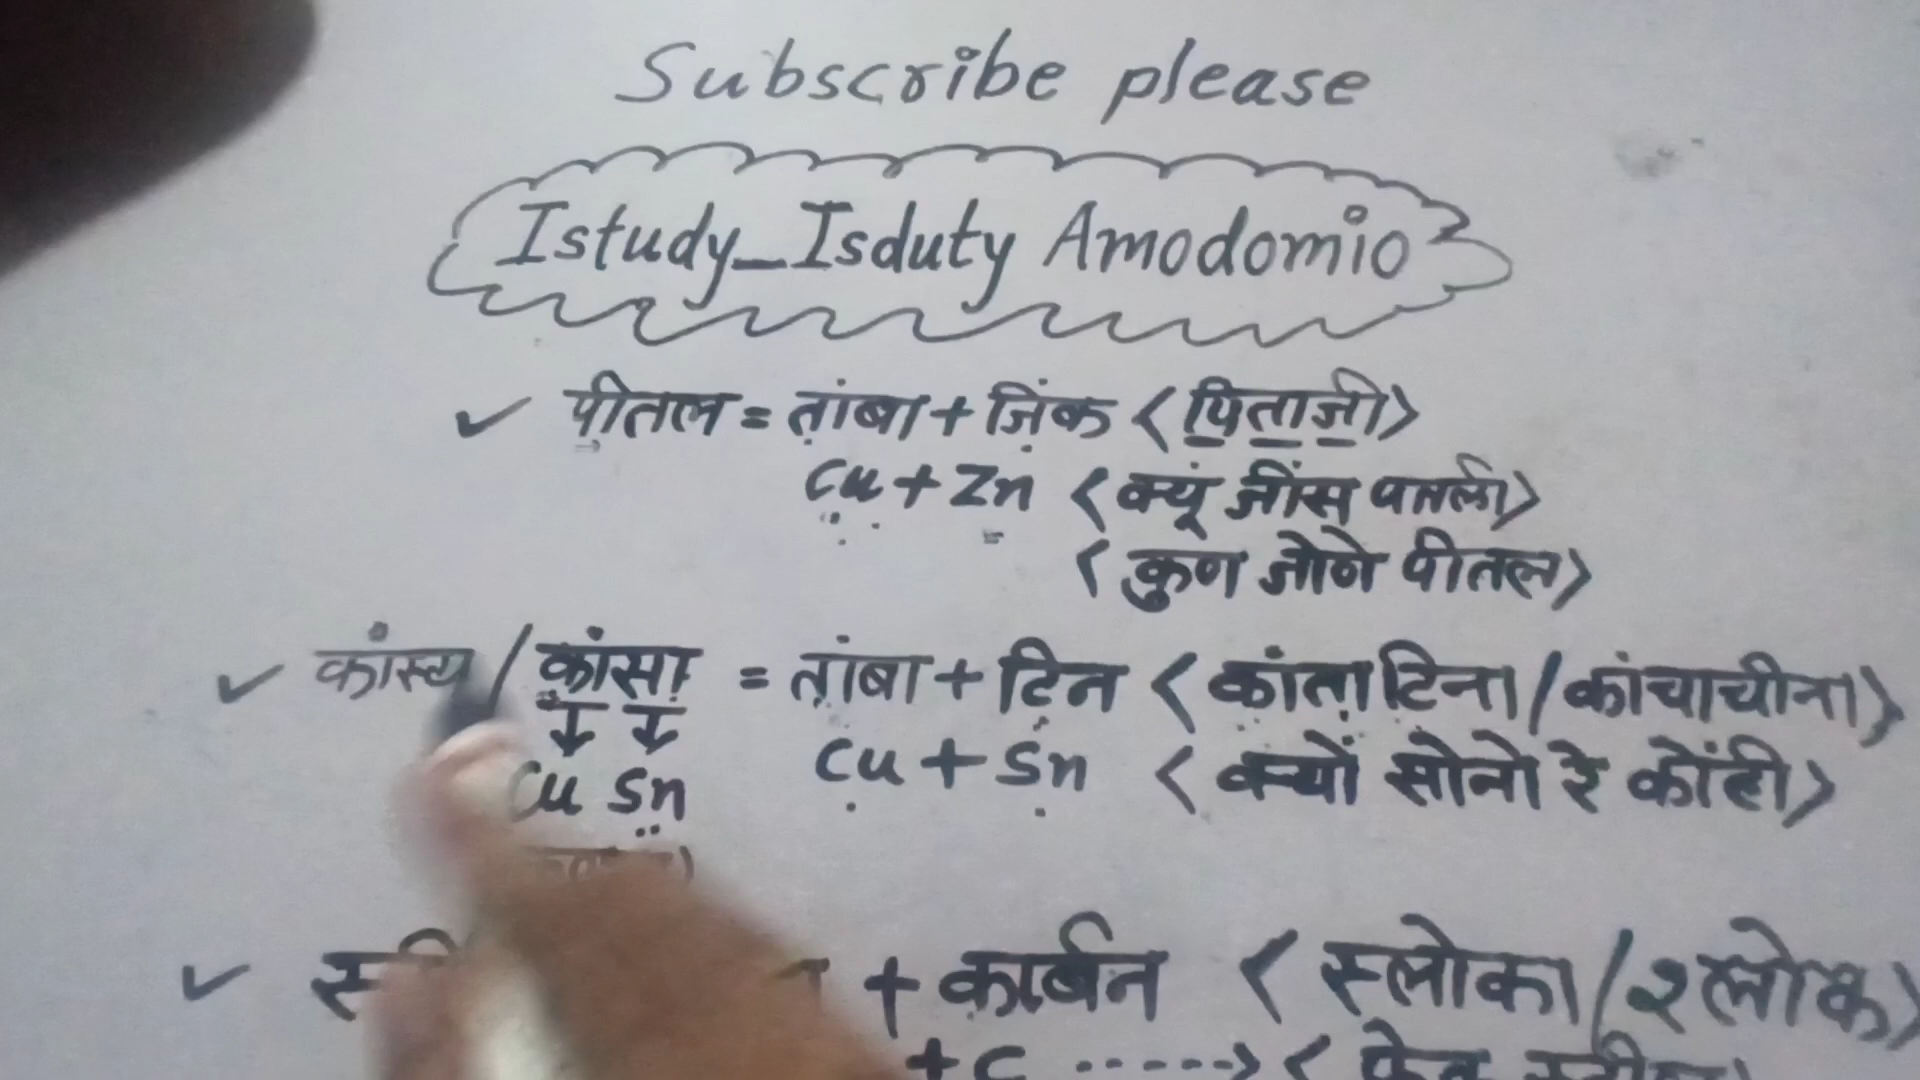 Subscribe please
Istudy_Isduty Amodomio
✓ पीतल = तांबा + जिंक < पिताजी >
Cu + Zn < क्यूं जींस पतली >
< कुण जोणे पीतल >
✓ कांस्य / कांसा = तांबा + टिन < कांता टिना / कांचा चीना >
Cu Sn Cu + Sn < क्यों सोनो रे कोंही >
✓ + कार्बन < स्लोका / श्लोक >
+ C -----> <